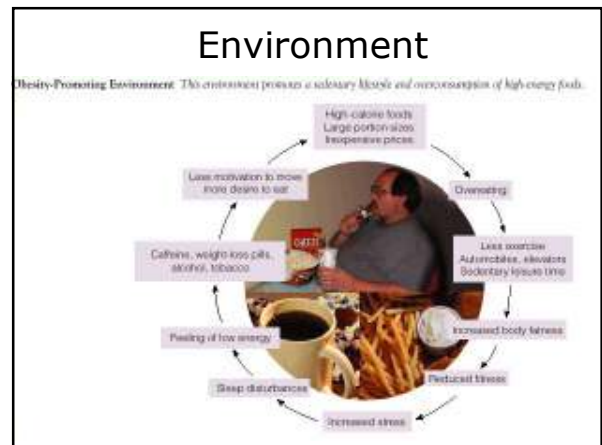 Environment
Obesity-Promoting Environment This environment promotes a sedentary lifestyle and overconsumption of high-energy foods.
High-calorie foods
Large portion sizes
Inexpensive prices
Overeating
Less exercise
Automobiles, elevators
Sedentary leisure time
Increased body fatness
Reduced fitness
Increased stress
Sleep disturbances
Feeling of low energy
Caffeine, weight-loss pills,
alcohol, tobacco
Less motivation to move
more desire to eat